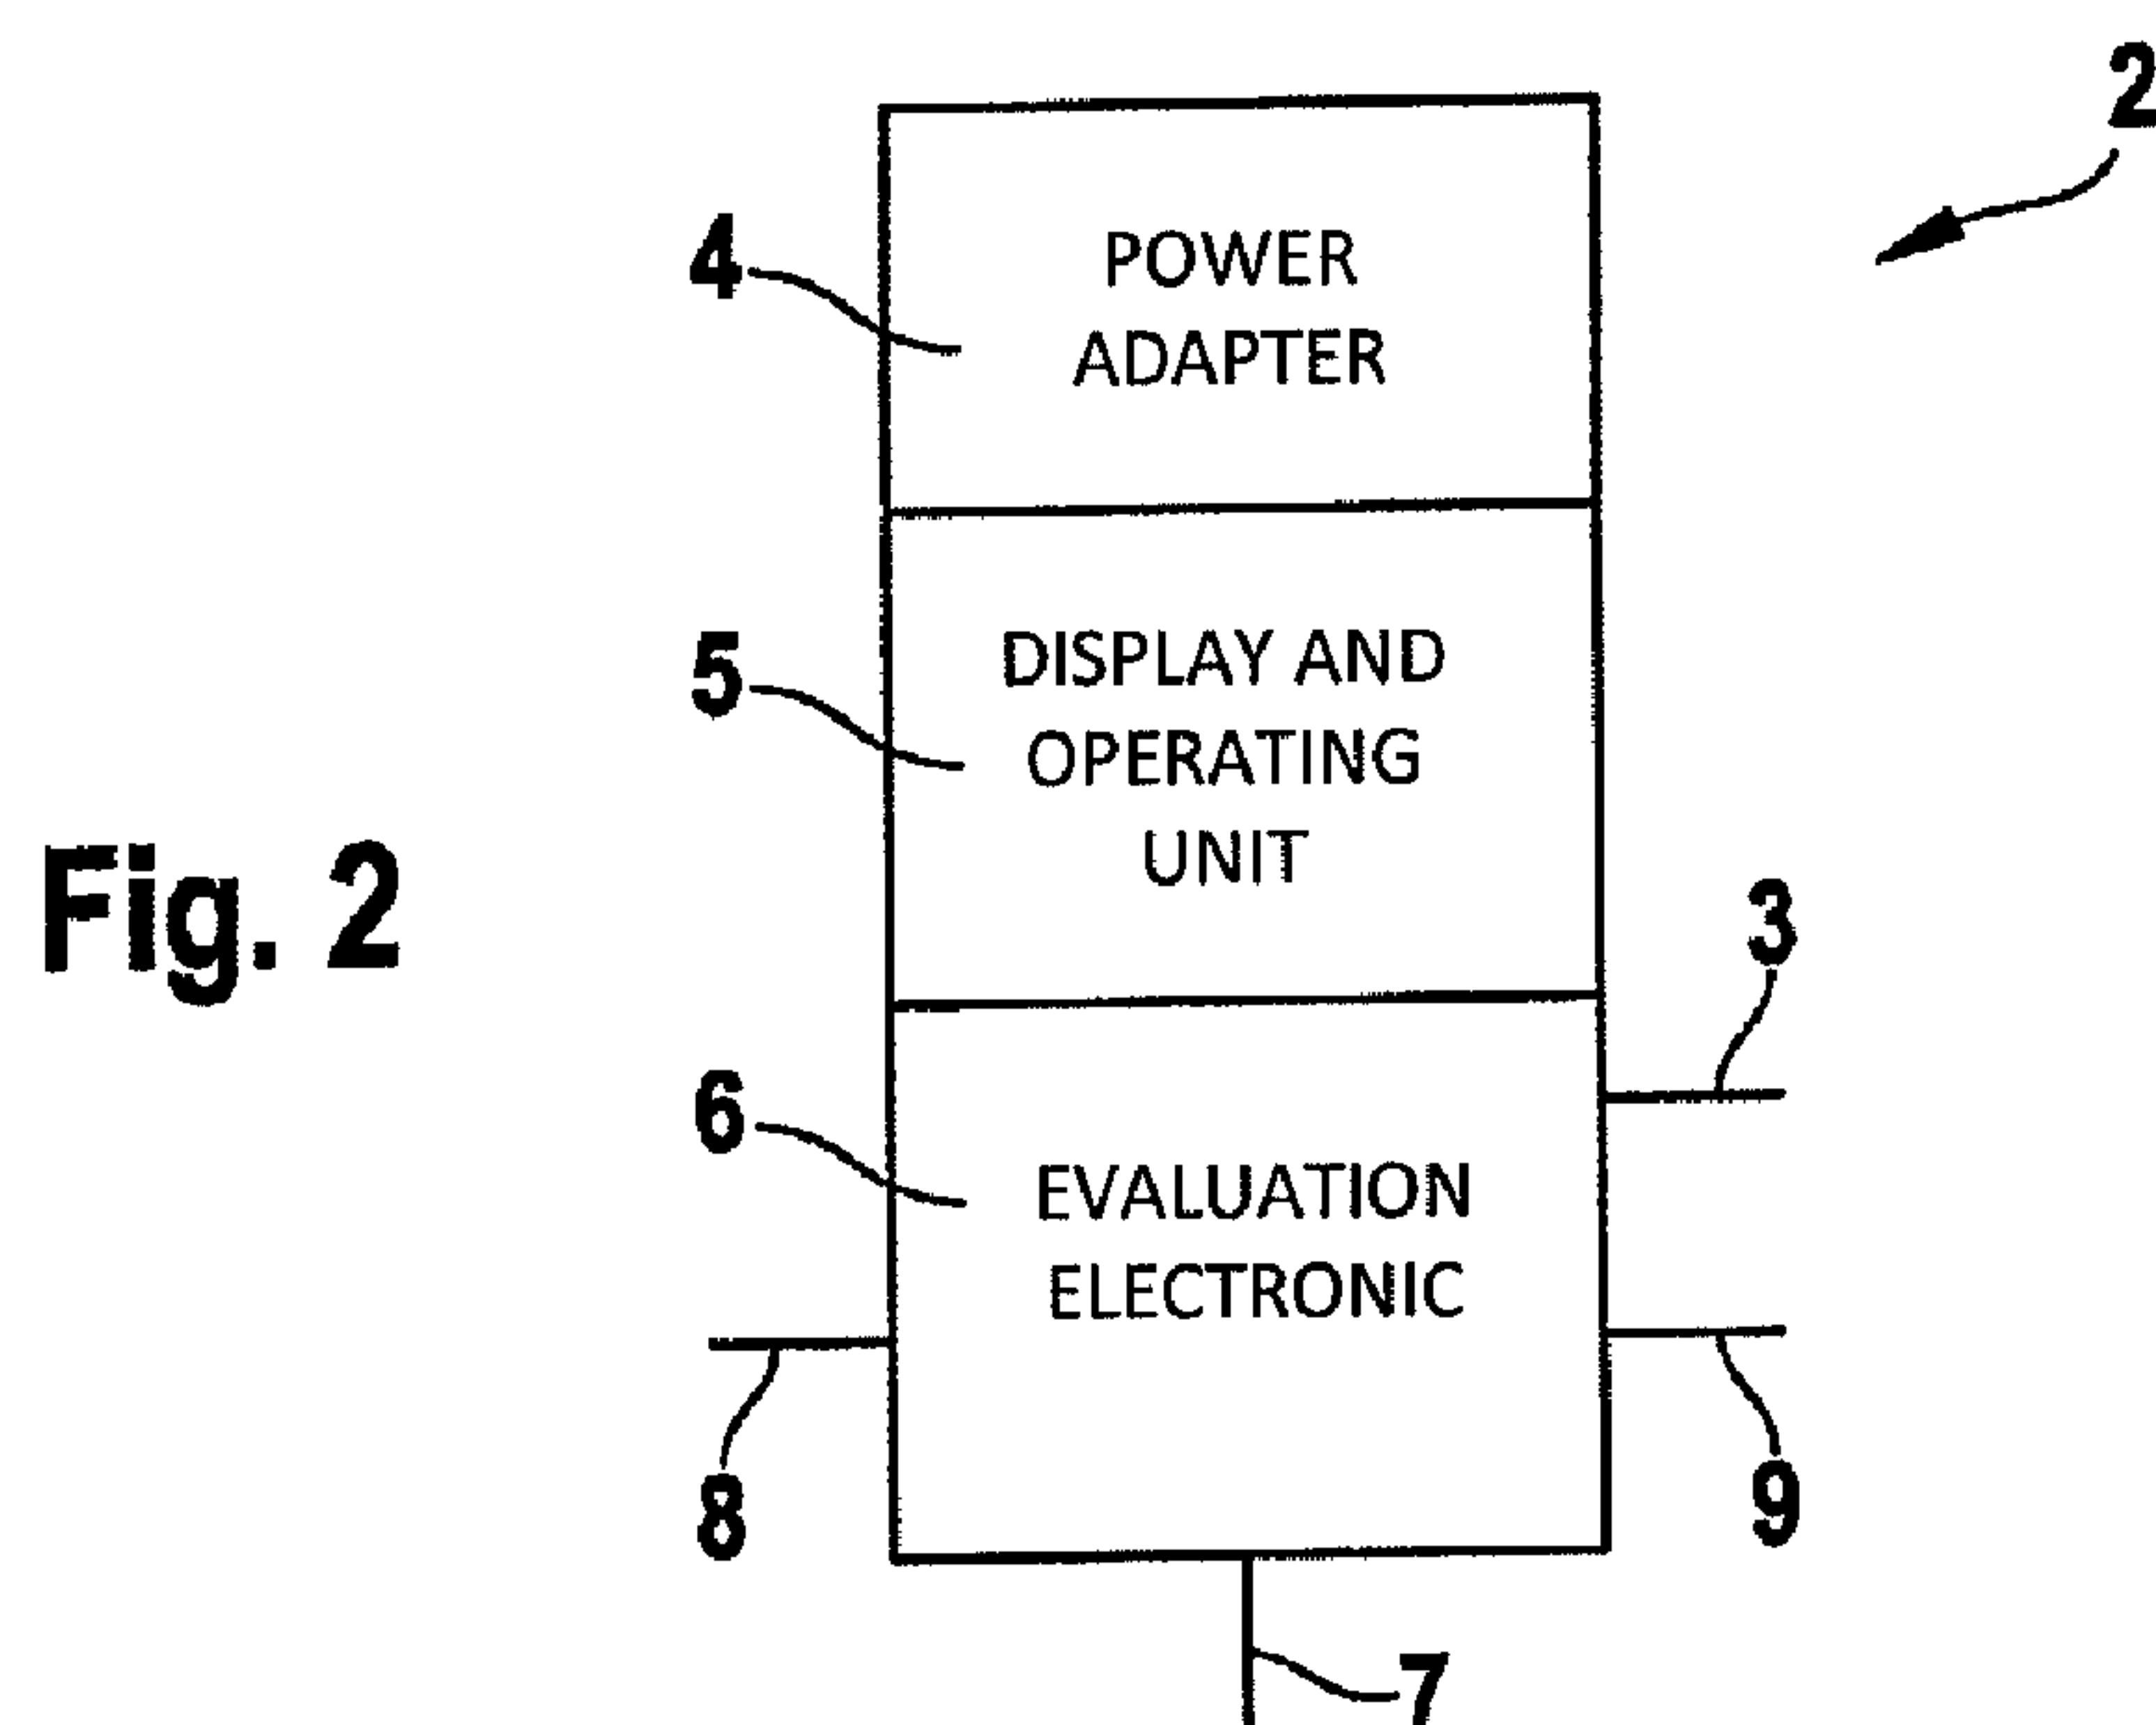 2
4
POWER
ADAPTER
5
DISPLAY AND
OPERATING
UNIT
Fig. 2
3
6
EVALUATION
ELECTRONIC
8
9
7